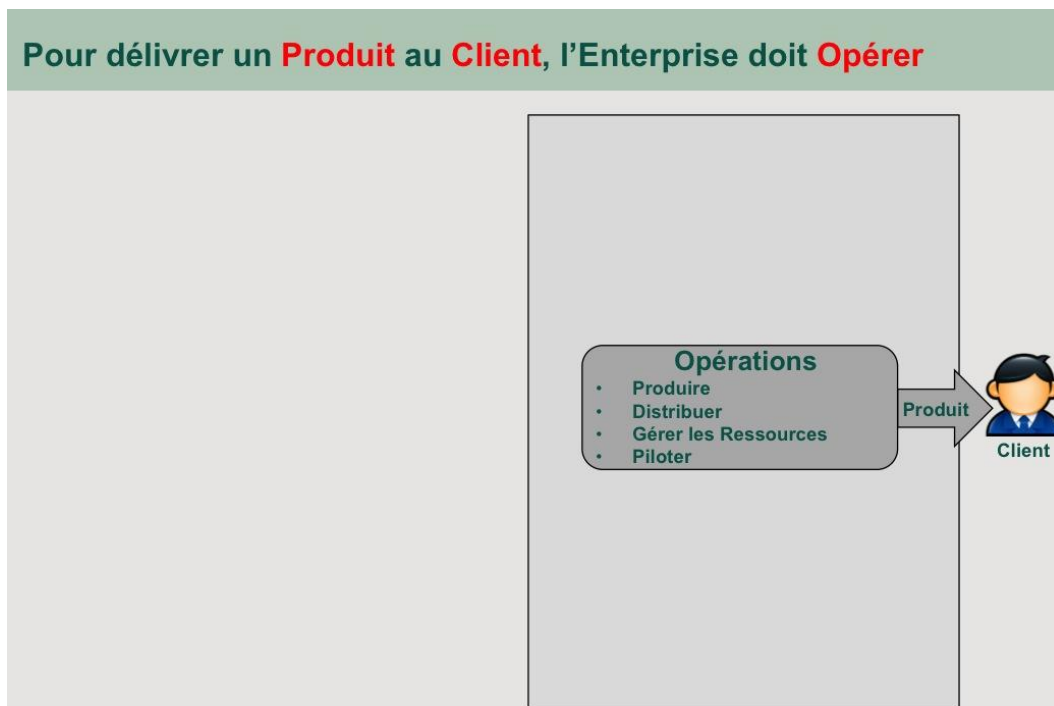 Pour délivrer un Produit au Client, l’Enterprise doit Opérer
Opérations
• Produire
• Distribuer
• Gérer les Ressources
• Piloter
Produit
Client